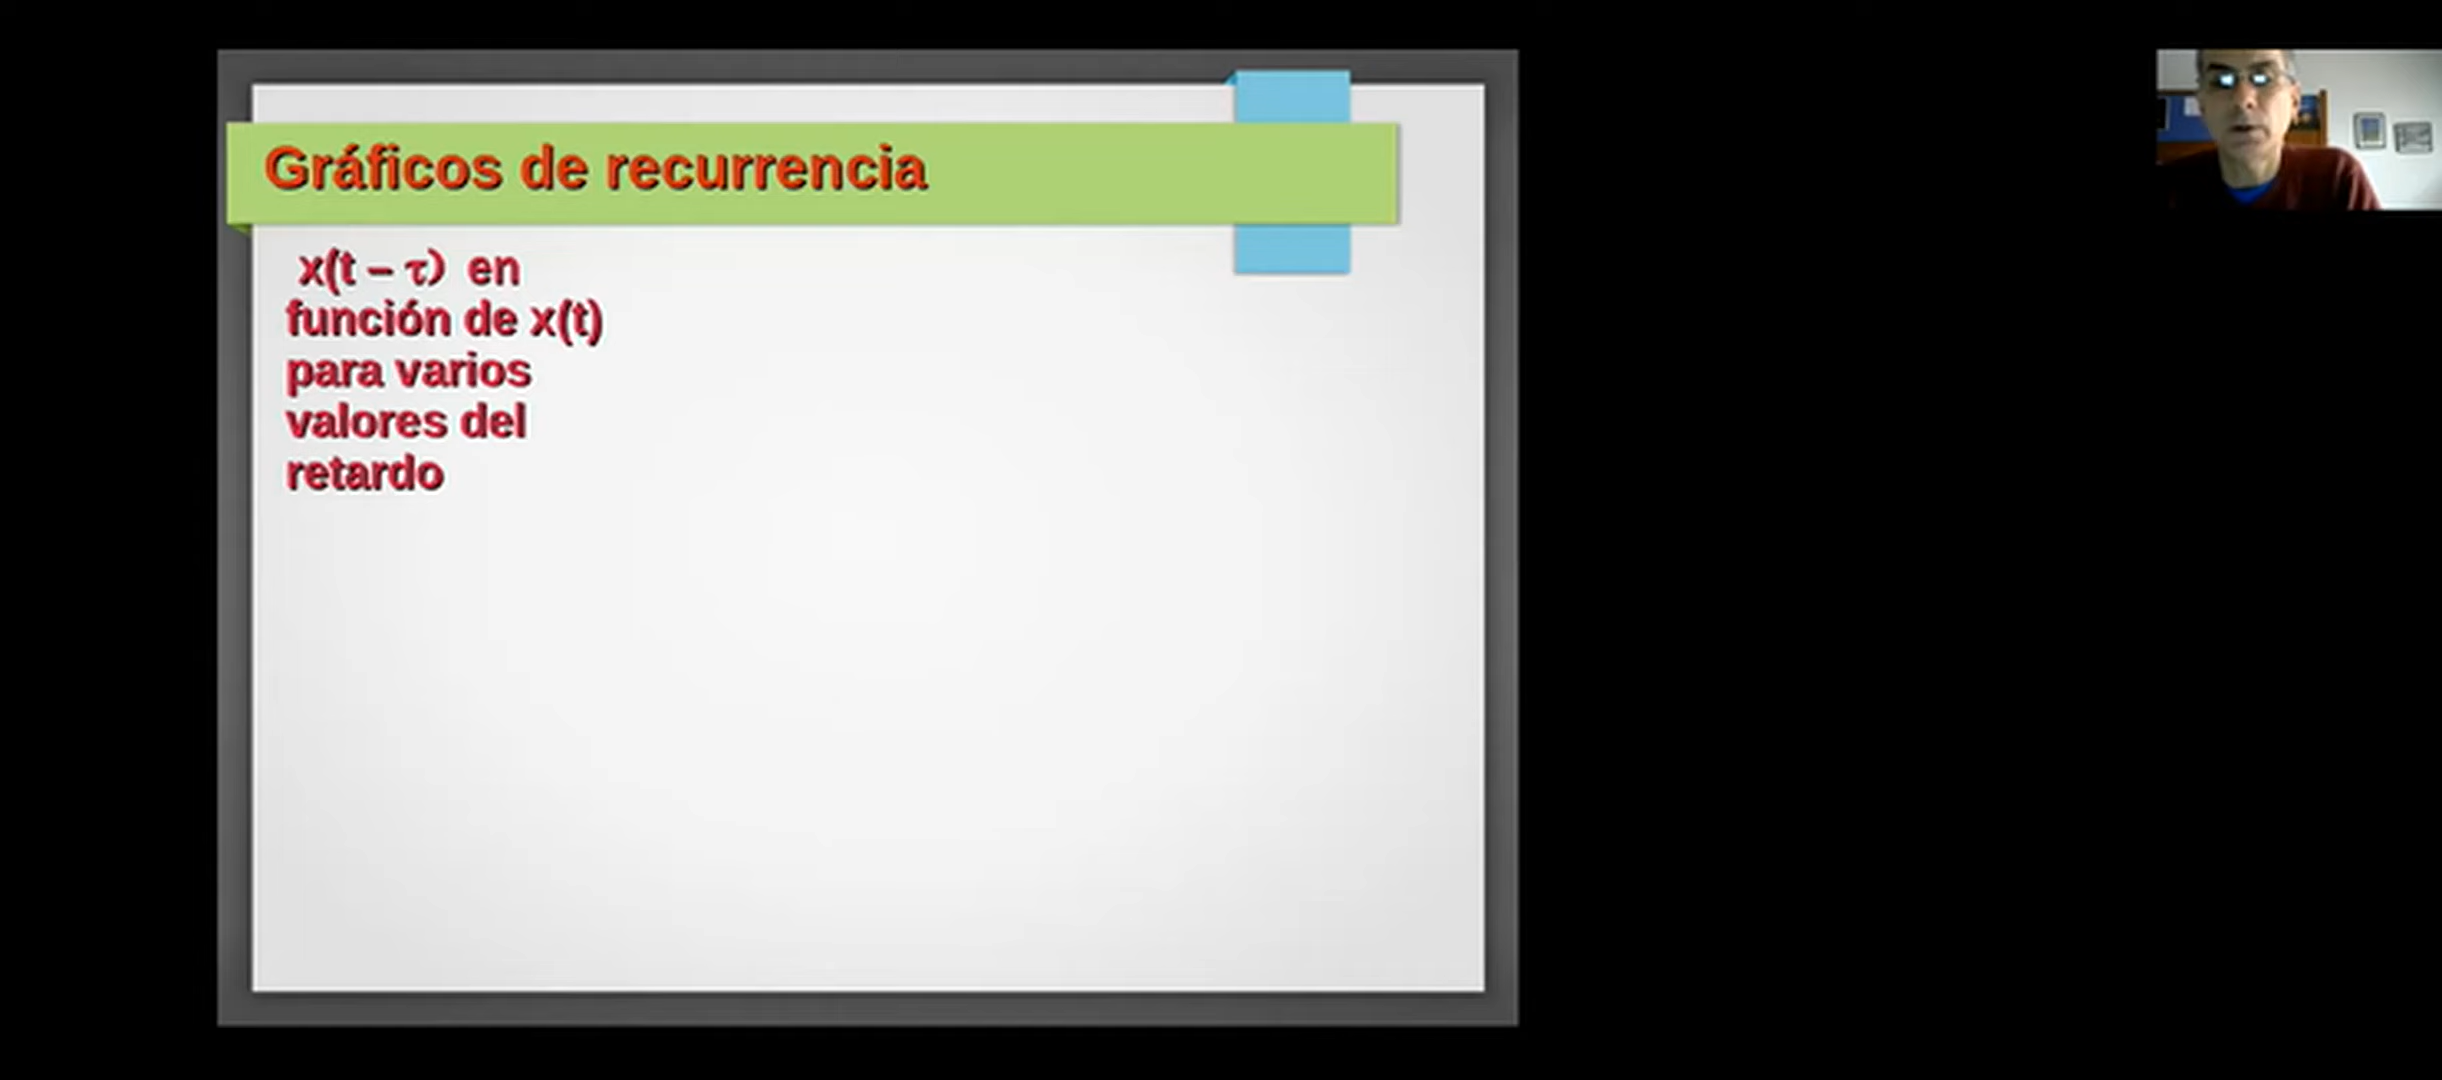 Gráficos de recurrencia
x(t – τ) en
función de x(t)
para varios
valores del
retardo